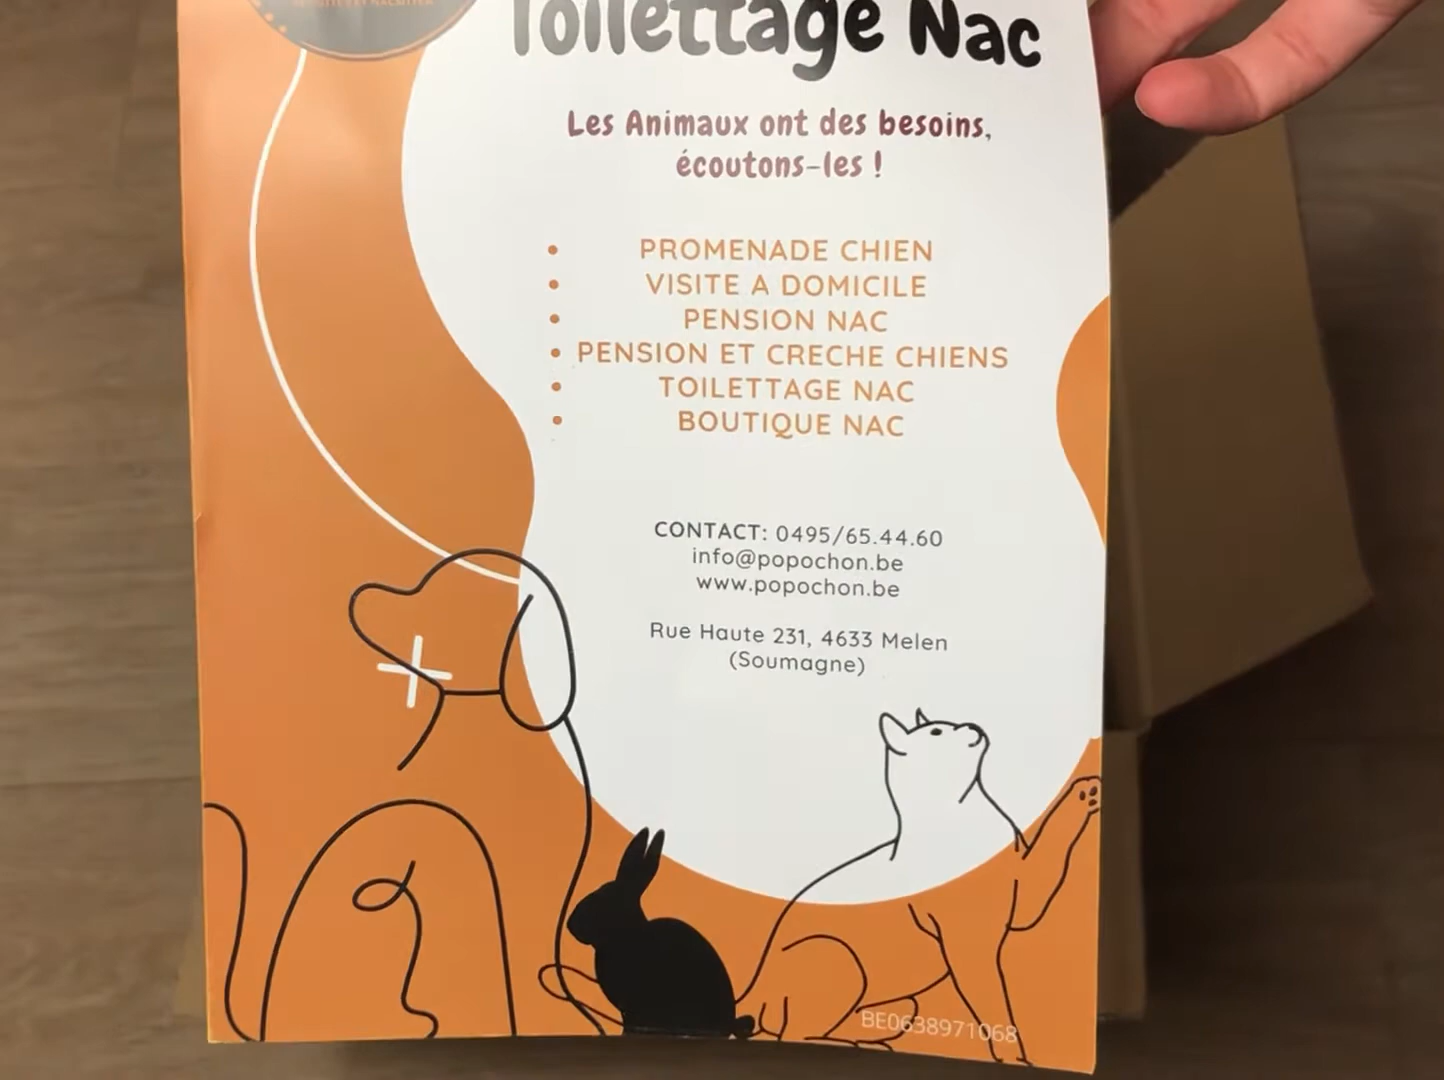 Toilettage Nac
Les Animaux ont des besoins,
écoutons-les !
• PROMENADE CHIEN
• VISITE A DOMICILE
• PENSION NAC
• PENSION ET CRECHE CHIENS
• TOILETTAGE NAC
• BOUTIQUE NAC
CONTACT: 0495/65.44.60
info@popochon.be
www.popochon.be
Rue Haute 231, 4633 Melen
(Soumagne)
BE0638971068